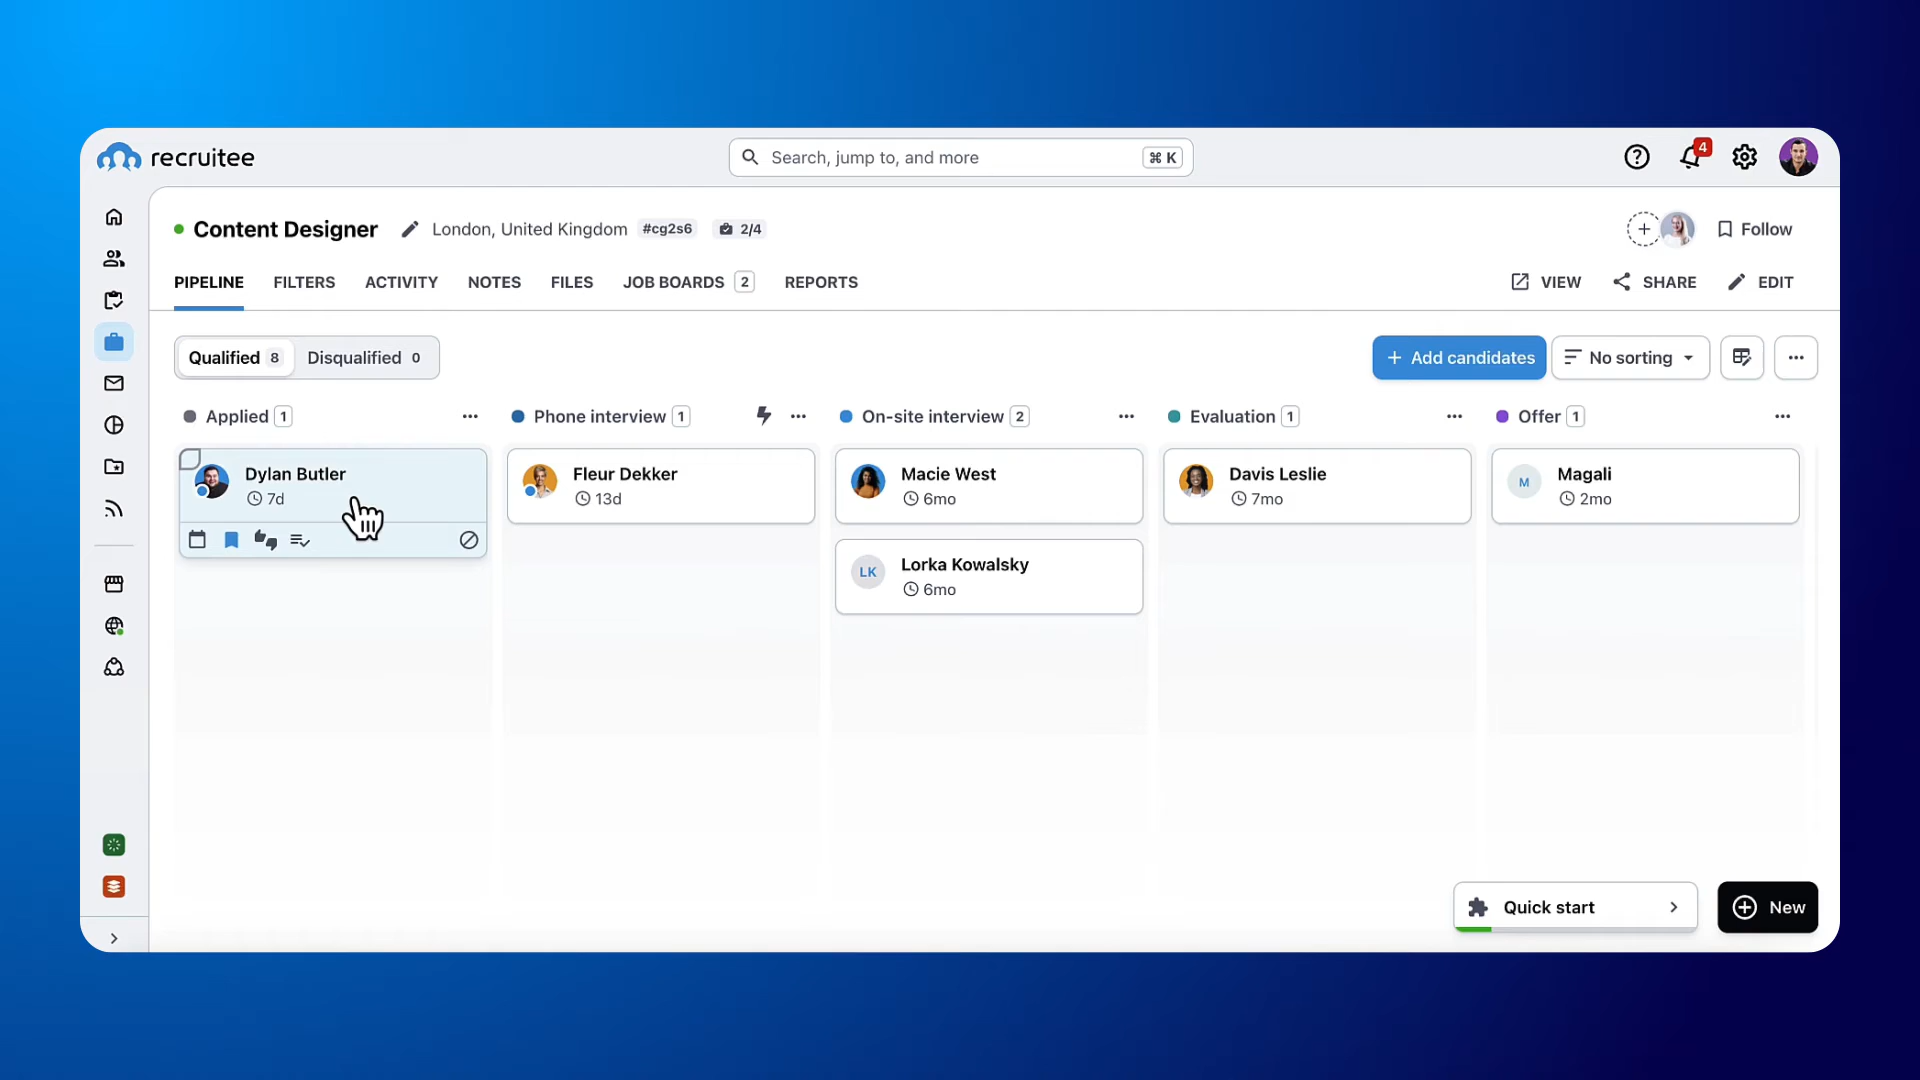 recruitee
Search, jump to, and more
⌘ K
4
Content Designer
London, United Kingdom
#cg2s6
2/4
Follow
PIPELINE
FILTERS
ACTIVITY
NOTES
FILES
JOB BOARDS 2
REPORTS
VIEW
SHARE
EDIT
Qualified 8
Disqualified 0
+ Add candidates
No sorting
Applied 1
Phone interview 1
On-site interview 2
Evaluation 1
Offer 1
Dylan Butler
7d
Fleur Dekker
13d
Macie West
6mo
LK
Lorka Kowalsky
6mo
Davis Leslie
7mo
M
Magali
2mo
Quick start
New